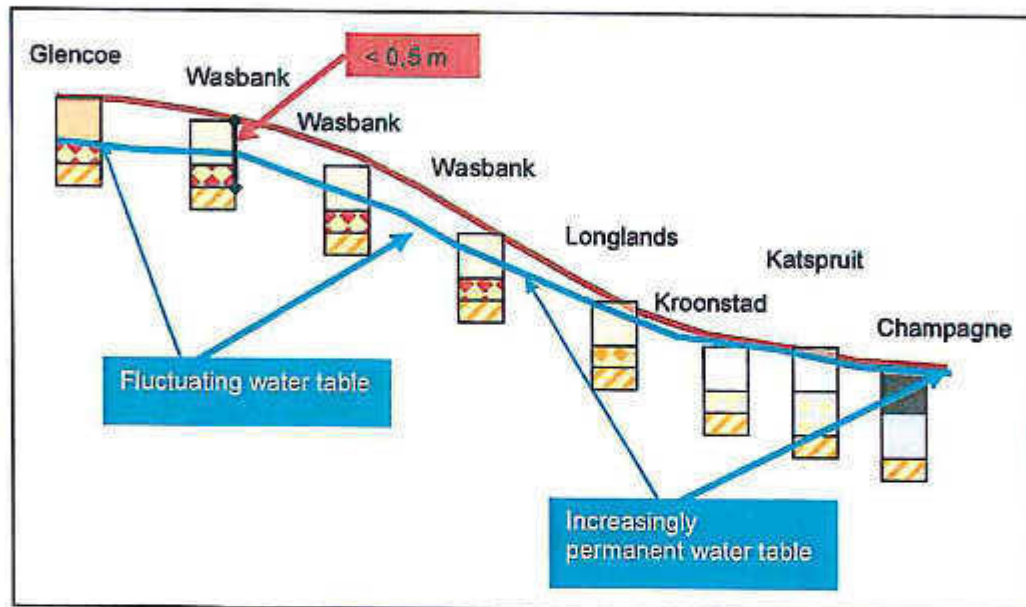 Glencoe
Wasbank
< 0,5 m
Wasbank
Wasbank
Longlands
Katspruit
Kroonstad
Champagne
Fluctuating water table
Increasingly
permanent water table